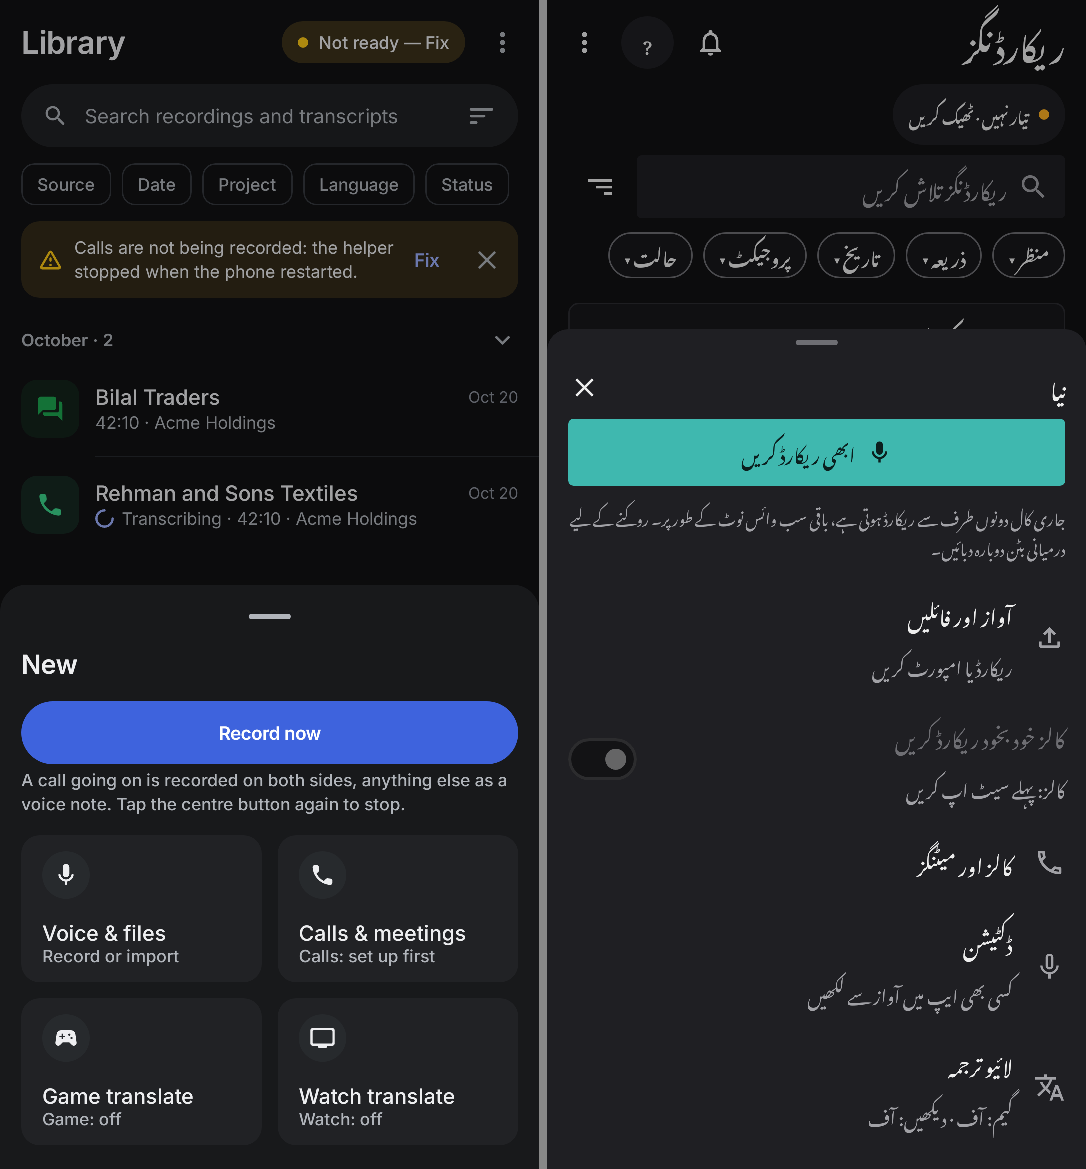 Library
Not ready — Fix
Search recordings and transcripts
Source
Date
Project
Language
Status
Calls are not being recorded: the helper
stopped when the phone restarted.
Fix
October · 2
Bilal Traders
Oct 20
42:10 · Acme Holdings
Rehman and Sons Textiles
Oct 20
Transcribing · 42:10 · Acme Holdings
New
Record now
A call going on is recorded on both sides, anything else as a
voice note. Tap the centre button again to stop.
Voice & files
Record or import
Calls & meetings
Calls: set up first
Game translate
Game: off
Watch translate
Watch: off
ریکارڈنگز
?
تیار نہیں · ٹھیک کریں
ریکارڈنگز تلاش کریں
منظر
ذریعہ
تاریخ
پروجیکٹ
حالت
نیا
ابھی ریکارڈ کریں
جاری کال دونوں طرف سے ریکارڈ ہوتی ہے، باقی سب وائس نوٹ کے طور پر۔ روکنے کے لیے
درمیانی بٹن دوبارہ دبائیں۔
آواز اور فائلیں
ریکارڈ یا امپورٹ کریں
کالز خود بخود ریکارڈ کریں
کالز: پہلے سیٹ اپ کریں
کالز اور میٹنگز
ڈکٹیشن
کسی بھی ایپ میں آواز سے لکھیں
لائیو ترجمہ
گیم: آف · دیکھیں: آف